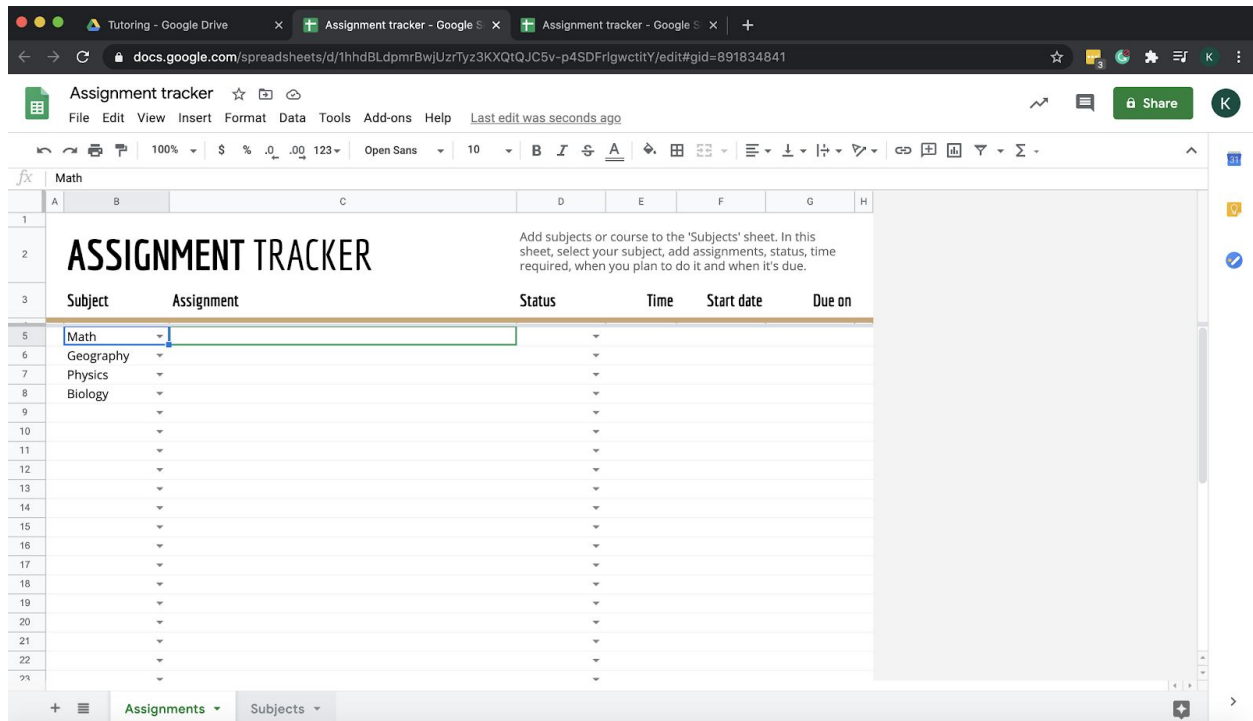 Tutoring - Google Drive
Assignment tracker - Google S
Assignment tracker - Google S
docs.google.com/spreadsheets/d/1hhdBLdpmrBwjUzrTyz3KXQtQJC5v-p4SDFrlgwctitY/edit#gid=891834841
3
K
Assignment tracker
File Edit View Insert Format Data Tools Add-ons Help Last edit was seconds ago
Share
K
100% $ % .0 .00 123 Open Sans 10 B I S A Σ
31
fx Math
A B C D E F G H
1
2 ASSIGNMENT TRACKER
Add subjects or course to the 'Subjects' sheet. In this
sheet, select your subject, add assignments, status, time
required, when you plan to do it and when it's due.
3 Subject Assignment Status Time Start date Due on
5 Math
6 Geography
7 Physics
8 Biology
9
10
11
12
13
14
15
16
17
18
19
20
21
22
23
Assignments Subjects